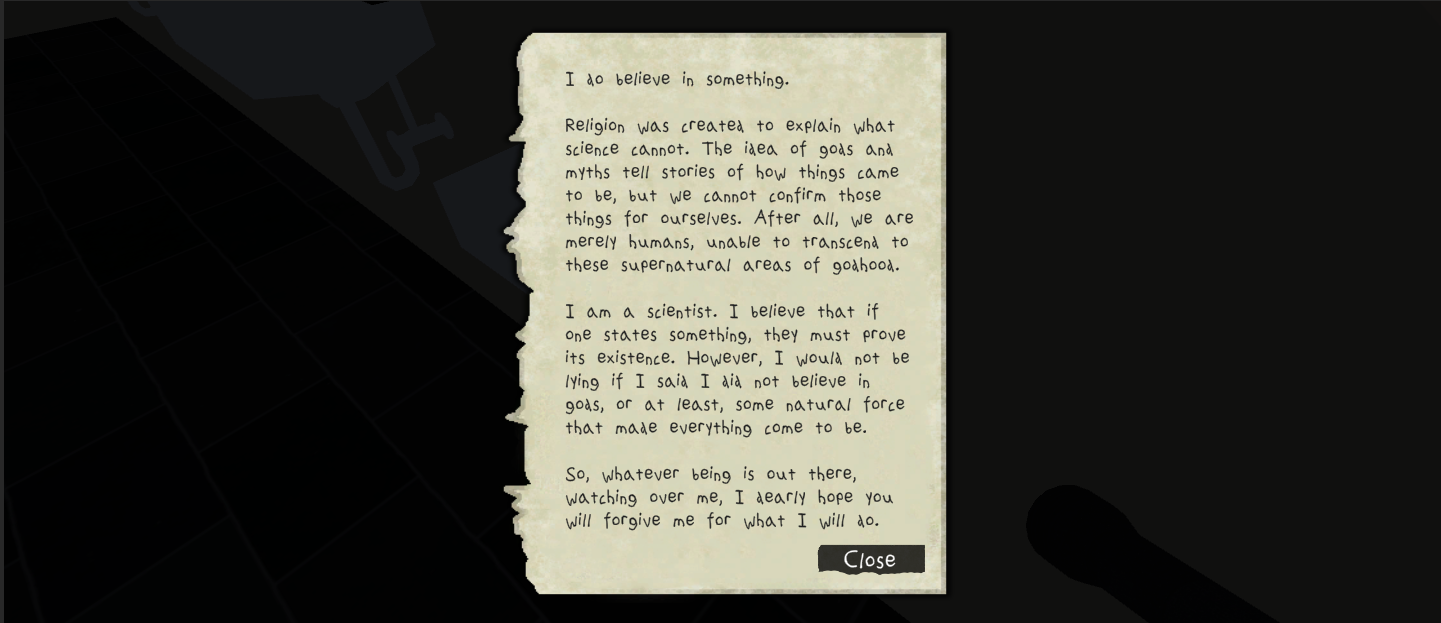 I do believe in something.
Religion was created to explain what
science cannot. The idea of gods and
myths tell stories of how things came
to be, but we cannot confirm those
things for ourselves. After all, we are
merely humans, unable to transcend to
these supernatural areas of godhood.
I am a scientist. I believe that if
one states something, they must prove
its existence. However, I would not be
lying if I said I did not believe in
gods, or at least, some natural force
that made everything come to be.
So, whatever being is out there,
watching over me, I dearly hope you
will forgive me for what I will do.
Close